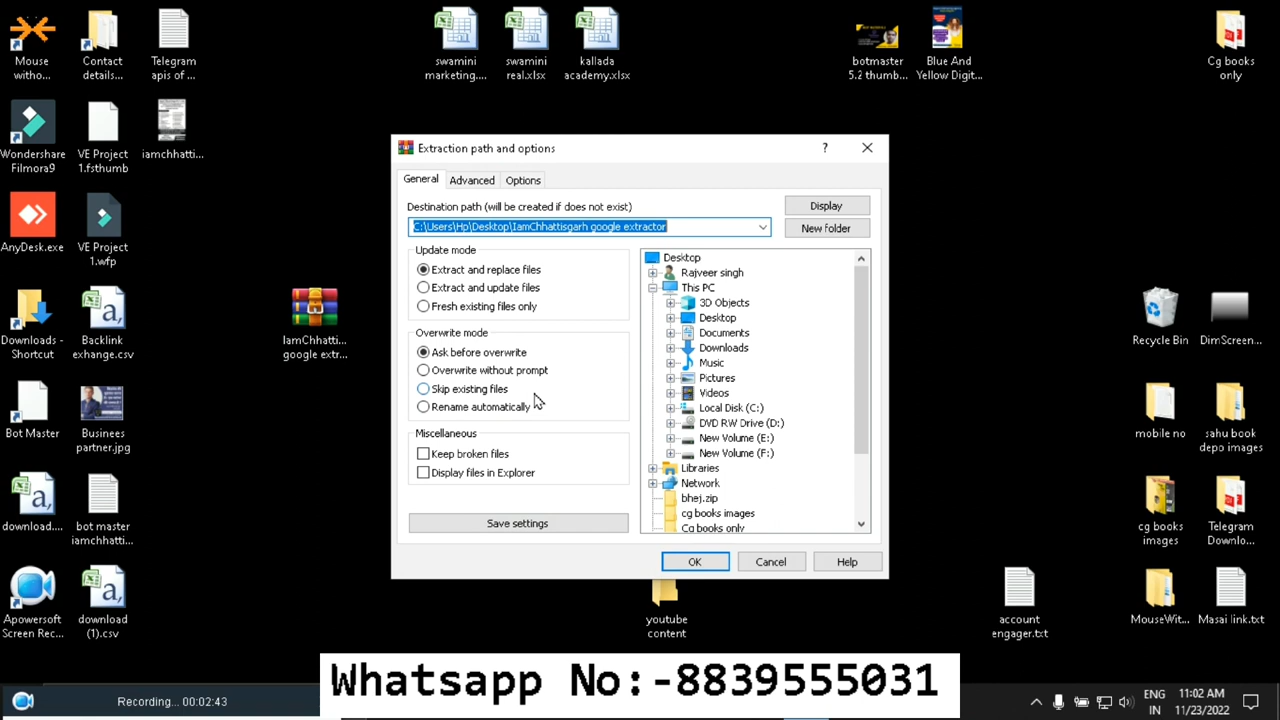 Mouse
witho...
Contact
details...
Telegram
apis of ...
swamini
marketing....
swamini
real.xlsx
kallada
academy.xlsx
botmaster
5.2 thumb...
Blue And
Yellow Digit...
Cg books
only
Wondershare
Filmora9
VE Project
1.fsthumb
iamchhatti...
AnyDesk.exe
VE Project
1.wfp
Downloads -
Shortcut
Backlink
exhange.csv
IamChhatti...
google extr...
Recycle Bin
DimScreen...
Bot Master
Businees
partner.jpg
mobile no
sahu book
depo images
download....
bot master
iamchhatti...
cg books
images
Telegram
Downlo...
Apowersoft
Screen Rec...
download
(1).csv
youtube
content
account
engager.txt
MouseWit...
Masai link.txt
Extraction path and options
?
General
Advanced
Options
Destination path (will be created if does not exist)
Display
C:\Users\Hp\Desktop\IamChhattisgarh google extractor
New folder
Update mode
Extract and replace files
Extract and update files
Fresh existing files only
Overwrite mode
Ask before overwrite
Overwrite without prompt
Skip existing files
Rename automatically
Miscellaneous
Keep broken files
Display files in Explorer
Save settings
Desktop
Rajveer singh
This PC
3D Objects
Desktop
Documents
Downloads
Music
Pictures
Videos
Local Disk (C:)
DVD RW Drive (D:)
New Volume (E:)
New Volume (F:)
Libraries
Network
bhej.zip
cg books images
Cg books only
OK
Cancel
Help
Whatsapp No:-8839555031
Recording... 00:02:43
ENG
IN
11:02 AM
11/23/2022